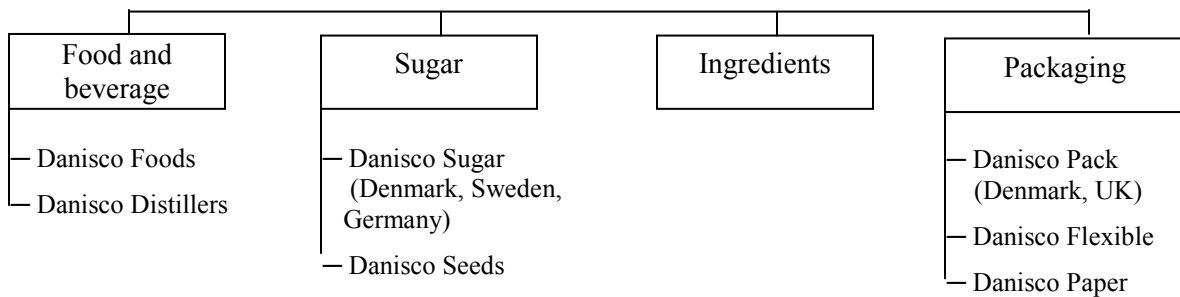 Food and
beverage
Danisco Foods
Danisco Distillers
Sugar
Danisco Sugar
(Denmark, Sweden,
Germany)
Danisco Seeds
Ingredients
Packaging
Danisco Pack
(Denmark, UK)
Danisco Flexible
Danisco Paper